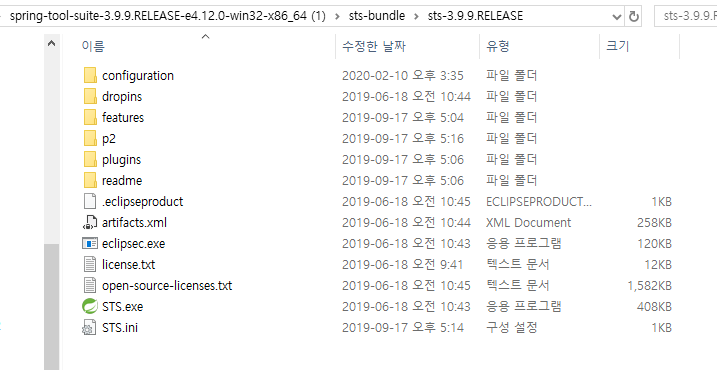 spring-tool-suite-3.9.9.RELEASE-e4.12.0-win32-x86_64 (1) > sts-bundle > sts-3.9.9.RELEASE sts-3.9.9.R
이름 수정한 날짜 유형 크기
configuration 2020-02-10 오후 3:35 파일 폴더
dropins 2019-06-18 오전 10:44 파일 폴더
features 2019-09-17 오후 5:04 파일 폴더
p2 2019-09-17 오후 5:16 파일 폴더
plugins 2019-09-17 오후 5:06 파일 폴더
readme 2019-09-17 오후 5:06 파일 폴더
.eclipseproduct 2019-06-18 오전 10:45 ECLIPSEPRODUCT... 1KB
artifacts.xml 2019-06-18 오전 10:44 XML Document 258KB
eclipsec.exe 2019-06-18 오전 10:43 응용 프로그램 120KB
license.txt 2019-06-18 오전 9:41 텍스트 문서 12KB
open-source-licenses.txt 2019-06-18 오전 10:45 텍스트 문서 1,582KB
STS.exe 2019-06-18 오전 10:43 응용 프로그램 408KB
STS.ini 2019-09-17 오후 5:14 구성 설정 1KB